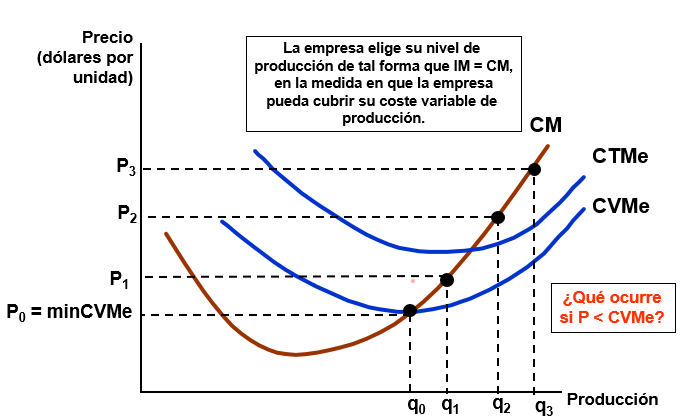 Precio
(dólares por
unidad)
La empresa elige su nivel de
producción de tal forma que IM = CM,
en la medida en que la empresa
pueda cubrir su coste variable de
producción.
CM
CTMe
CVMe
P₃
P₂
P₁
P₀ = minCVMe
¿Qué ocurre
si P < CVMe?
q₀ q₁ q₂ q₃ Producción